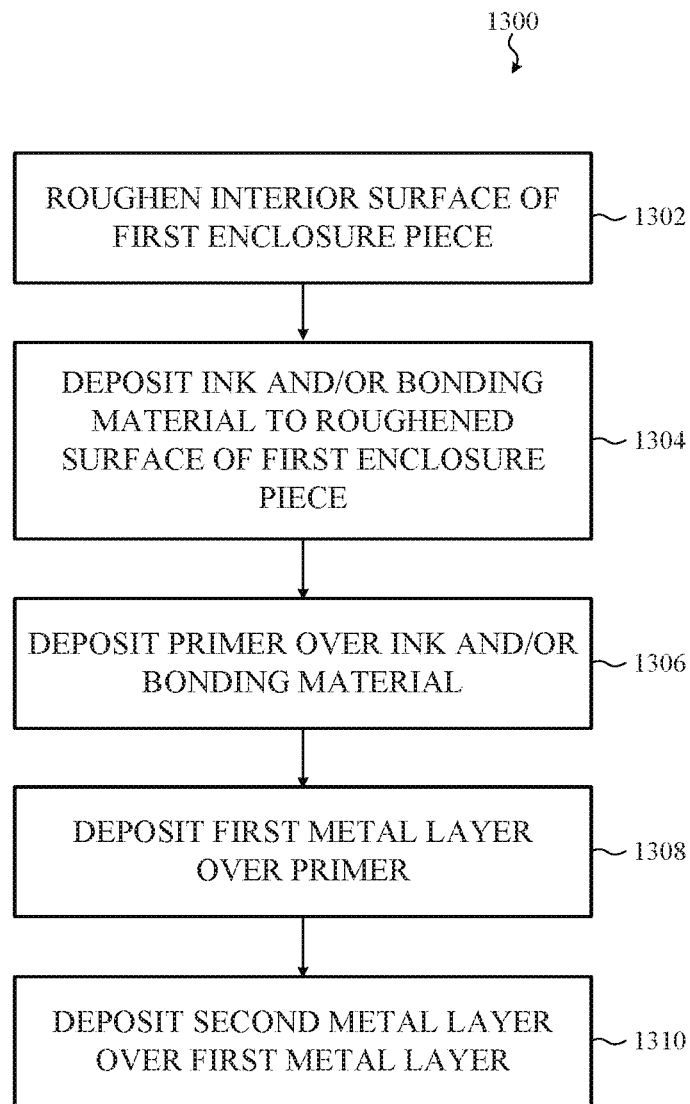 1300
ROUGHEN INTERIOR SURFACE OF
FIRST ENCLOSURE PIECE
1302
DEPOSIT INK AND/OR BONDING
MATERIAL TO ROUGHENED
SURFACE OF FIRST ENCLOSURE
PIECE
1304
DEPOSIT PRIMER OVER INK AND/OR
BONDING MATERIAL
1306
DEPOSIT FIRST METAL LAYER
OVER PRIMER
1308
DEPOSIT SECOND METAL LAYER
OVER FIRST METAL LAYER
1310